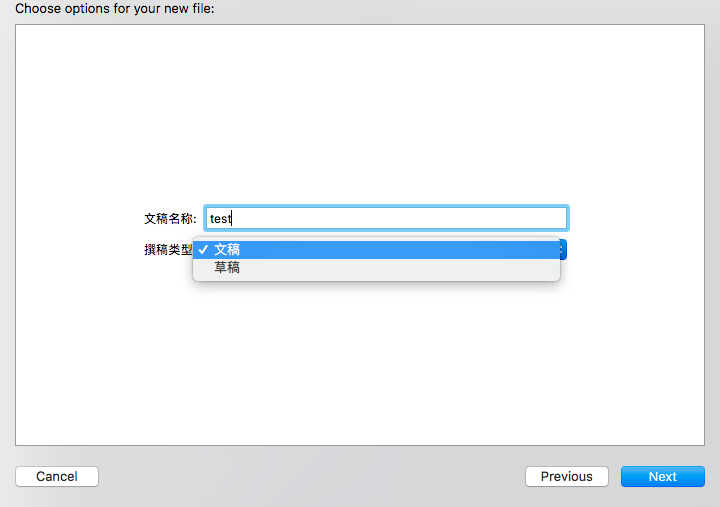 Choose options for your new file:
文稿名称: test
撰稿类型 ✓ 文稿
草稿
Cancel Previous Next